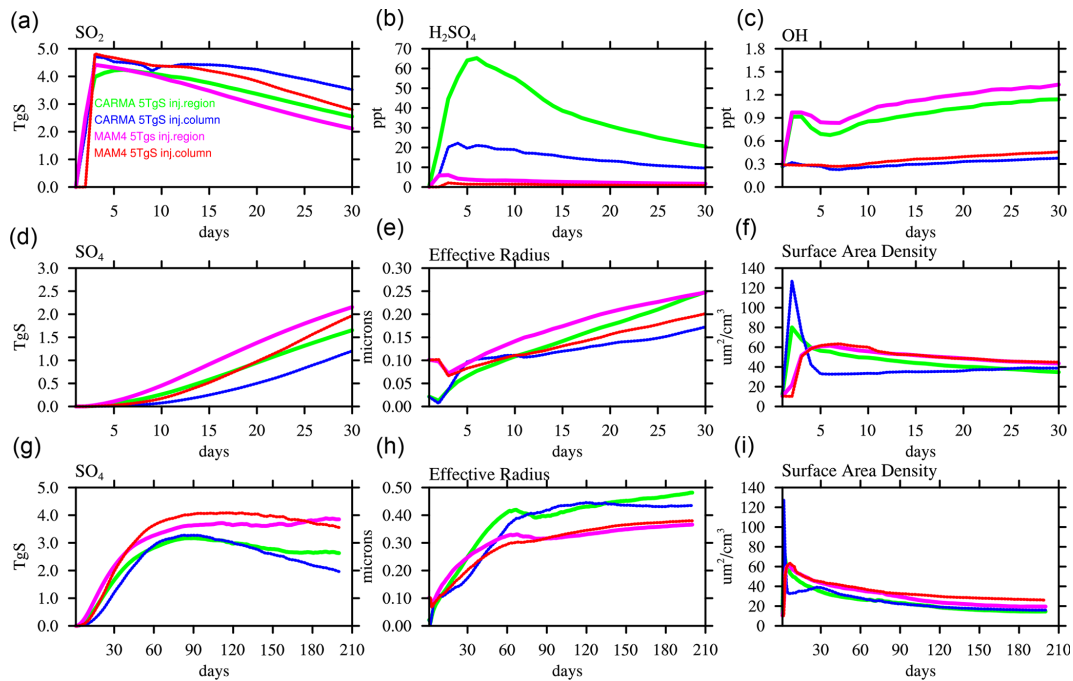 (a) SO2
5.0
4.0
3.0
2.0
1.0
0.0
TgS
CARMA 5TgS inj.region
CARMA 5TgS inj.column
MAM4 5Tgs inj.region
MAM4 5TgS inj.column
5 10 15 20 25 30
days
(b) H2SO4
70
60
50
40
30
20
10
0
ppt
5 10 15 20 25 30
days
(c) OH
1.8
1.5
1.2
0.9
0.6
0.3
0.0
ppt
5 10 15 20 25 30
days
(d) SO4
3.0
2.5
2.0
1.5
1.0
0.5
0.0
TgS
5 10 15 20 25 30
days
(e) Effective Radius
0.30
0.25
0.20
0.15
0.10
0.05
0.00
microns
5 10 15 20 25 30
days
(f) Surface Area Density
140
120
100
80
60
40
20
0
um2/cm3
5 10 15 20 25 30
days
(g) SO4
5.0
4.0
3.0
2.0
1.0
0.0
TgS
30 60 90 120 150 180 210
days
(h) Effective Radius
0.50
0.40
0.30
0.20
0.10
0.00
microns
30 60 90 120 150 180 210
days
(i) Surface Area Density
140
120
100
80
60
40
20
0
um2/cm3
30 60 90 120 150 180 210
days